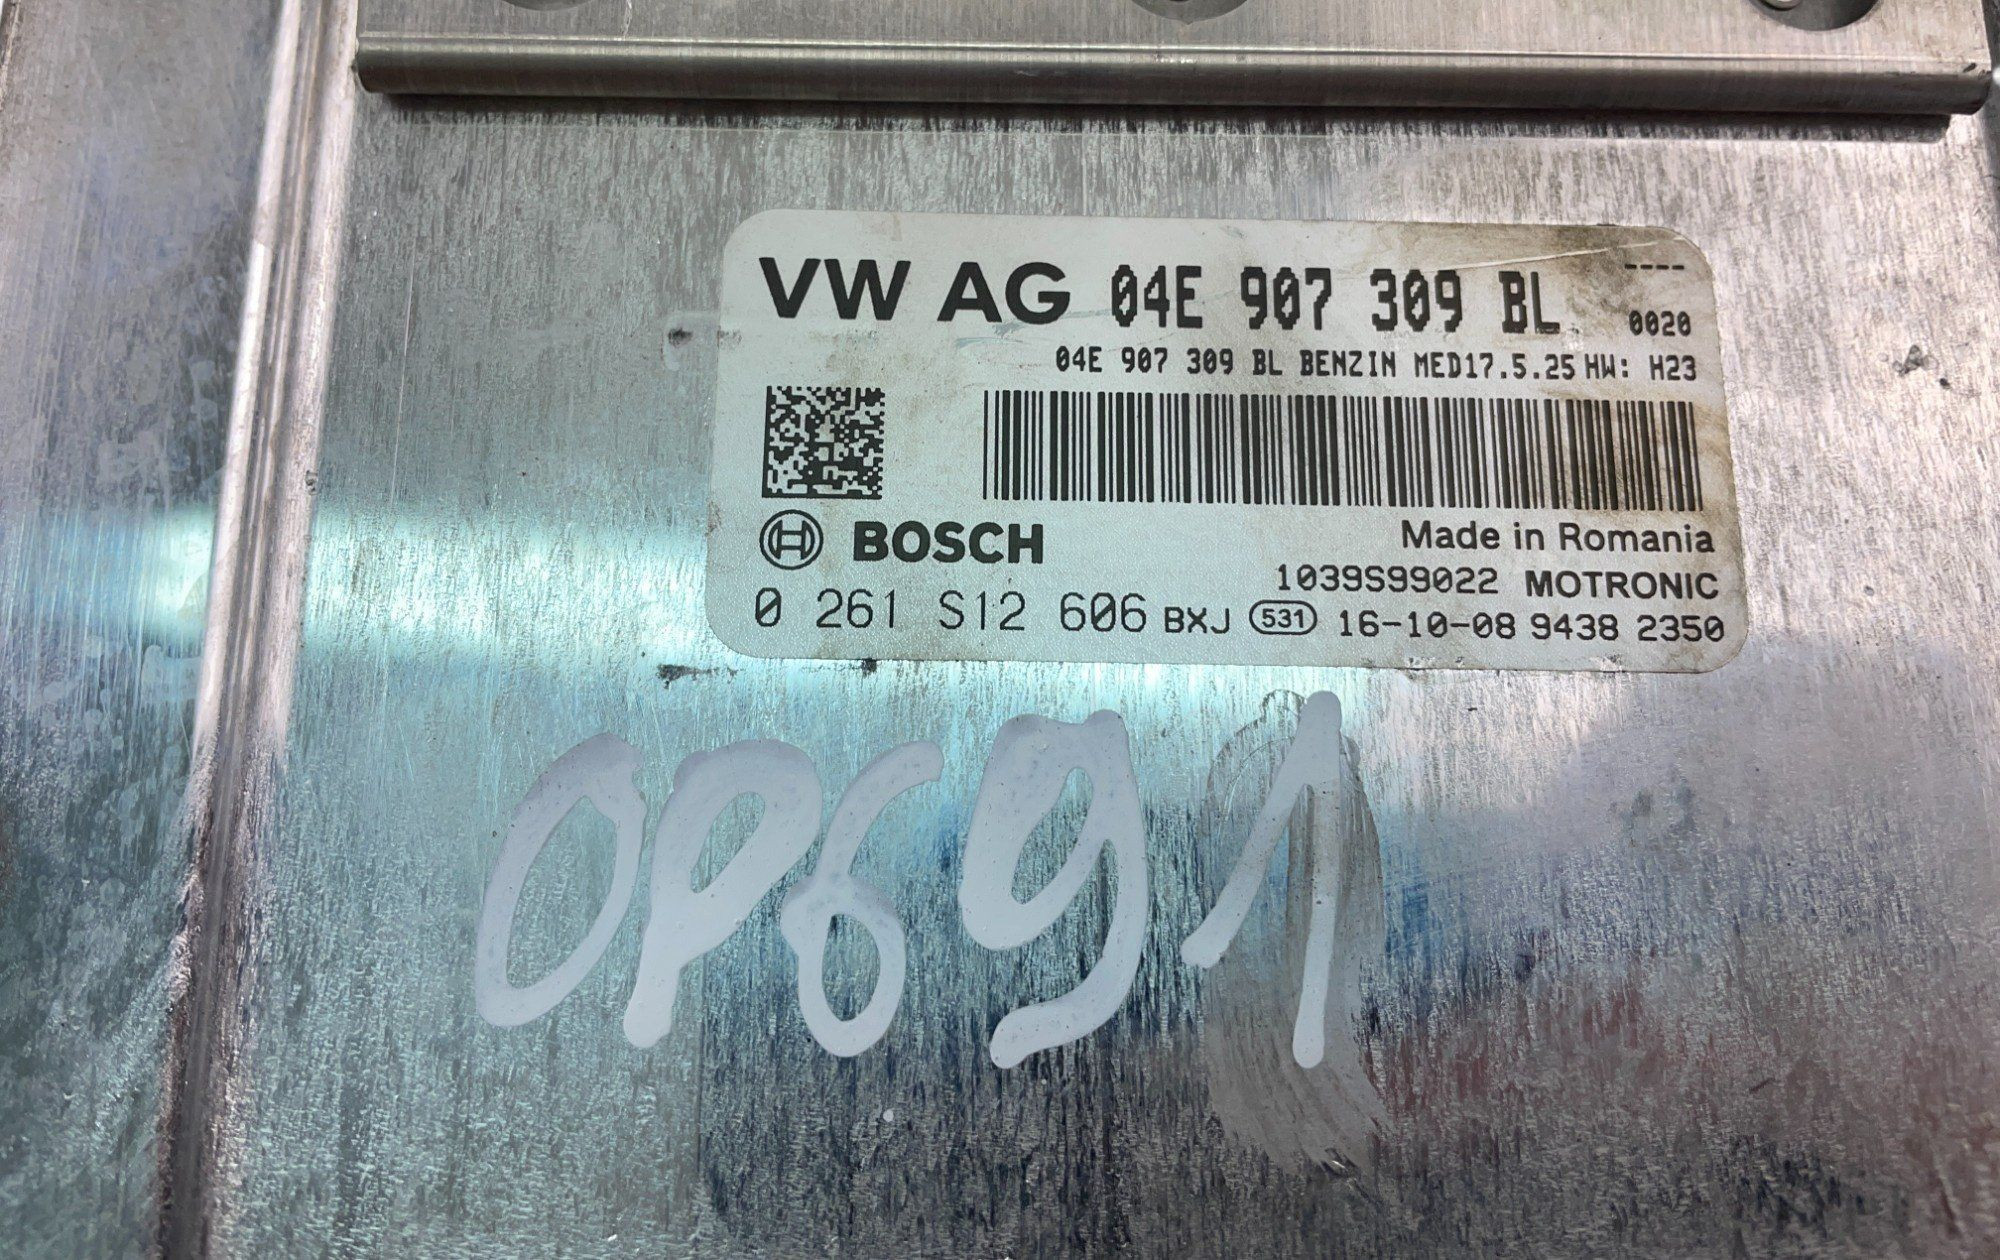 VW AG 04E 907 309 BL ----
0020
04E 907 309 BL BENZIN MED17.5.25 HW: H23
BOSCH
Made in Romania
1039S99022 MOTRONIC
0 261 S12 606 BXJ 531 16-10-08 9438 2350
OP691